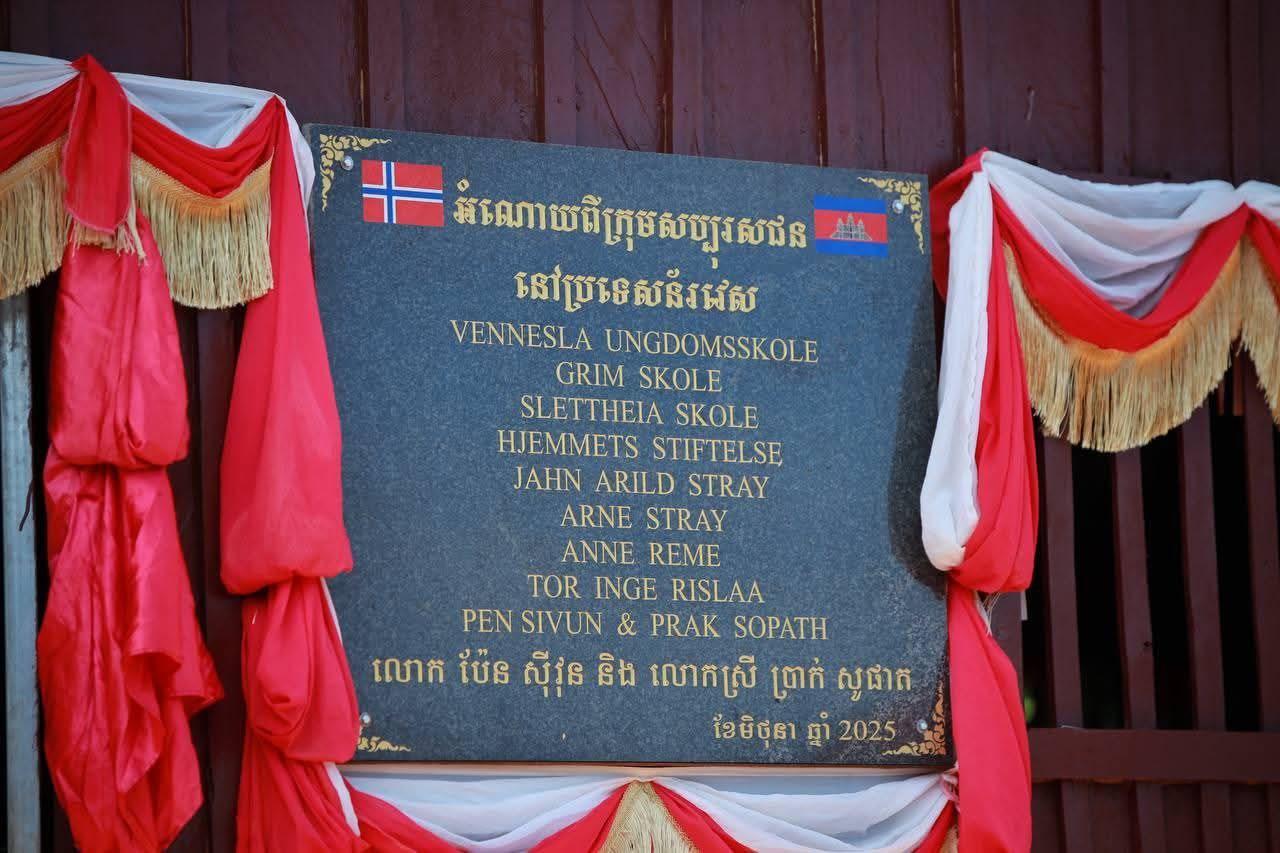 អំណោយពីក្រុមសប្បុរសជន
នៅប្រទេសន័រវេស
VENNESLA UNGDOMSSKOLE
GRIM SKOLE
SLETTHEIA SKOLE
HJEMMETS STIFTELSE
JAHN ARILD STRAY
ARNE STRAY
ANNE REME
TOR INGE RISLAA
PEN SIVUN & PRAK SOPATH
លោក ប៉ែន ស៊ីវុន និង លោកស្រី ប្រាក់ សូផាត
ខែមិថុនា ឆ្នាំ 2025